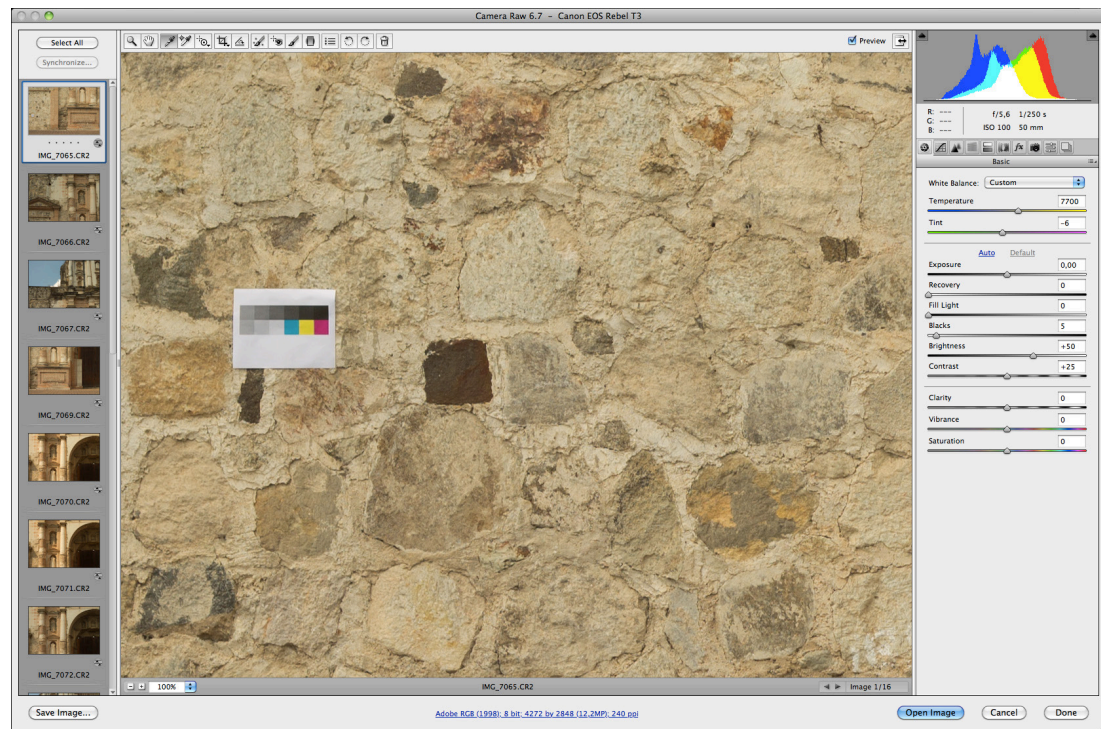 Camera Raw 6.7 - Canon EOS Rebel T3
Select All
Synchronize...
Preview
IMG_7065.CR2
IMG_7066.CR2
IMG_7067.CR2
IMG_7069.CR2
IMG_7070.CR2
IMG_7071.CR2
IMG_7072.CR2
R: ---
G: ---
B: ---
f/5,6 1/250 s
ISO 100 50 mm
fx
Basic
White Balance: Custom
Temperature 7700
Tint -6
Auto Default
Exposure 0,00
Recovery 0
Fill Light 0
Blacks 5
Brightness +50
Contrast +25
Clarity 0
Vibrance 0
Saturation 0
100%
IMG_7065.CR2
Image 1/16
Save Image...
Adobe RGB (1998); 8 bit; 4272 by 2848 (12,2MP); 240 ppi
Open Image
Cancel
Done